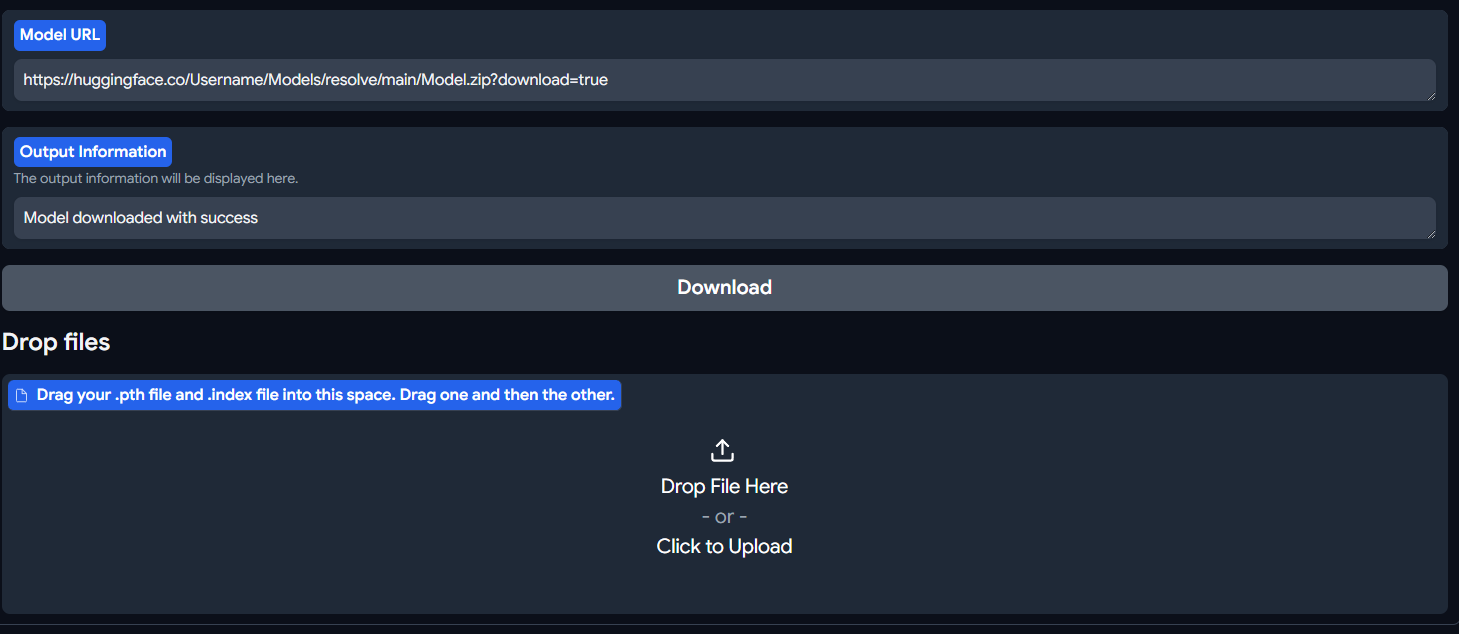 Model URL
https://huggingface.co/Username/Models/resolve/main/Model.zip?download=true
Output Information
The output information will be displayed here.
Model downloaded with success
Download
Drop files
Drag your .pth file and .index file into this space. Drag one and then the other.
Drop File Here
- or -
Click to Upload